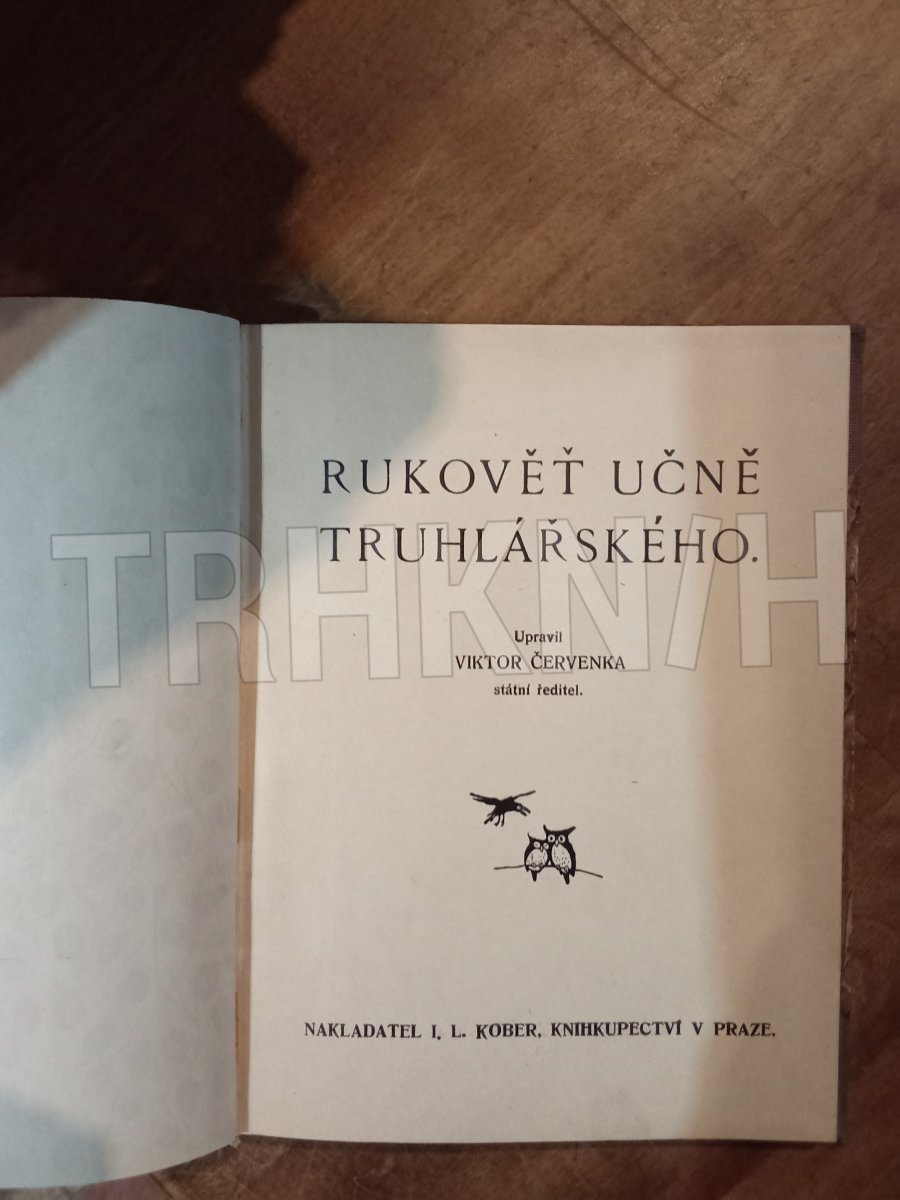 RUKOVĚŤ UČNĚ
TRUHLÁŘSKÉHO.
TRHKNIH
Upravil
VIKTOR ČERVENKA
státní ředitel.
NAKLADATEL I. L. KOBER, KNIHKUPECTVÍ V PRAZE.